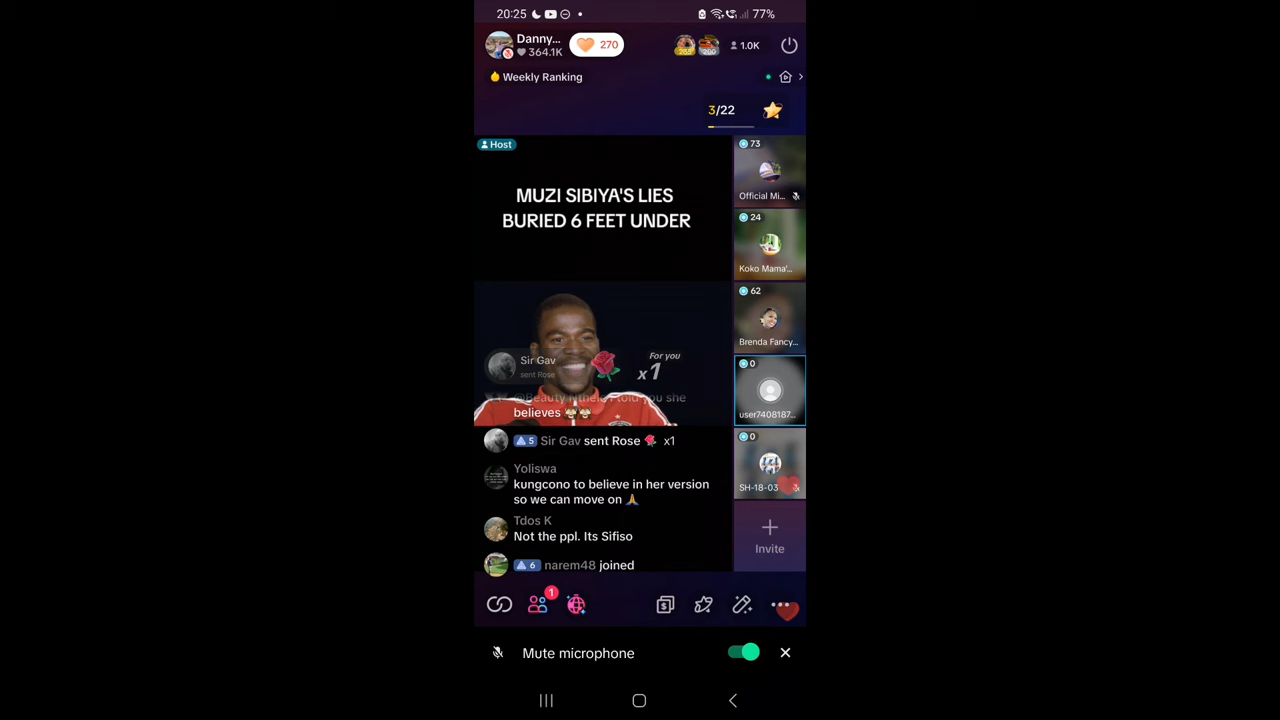 20:25
77%
Danny...
364.1K
270
1.0K
Weekly Ranking
3/22
Host
MUZI SIBIYA'S LIES
BURIED 6 FEET UNDER
73
Official Mi...
24
Koko Mama'...
62
Brenda Fancy...
0
user7408187...
0
SH-18-03
Invite
Sir Gav
sent Rose
For you
x1
you she
believes
5 Sir Gav sent Rose x1
Yoliswa
kungcono to believe in her version
so we can move on
Tdos K
Not the ppl. Its Sifiso
6 narem48 joined
1
Mute microphone